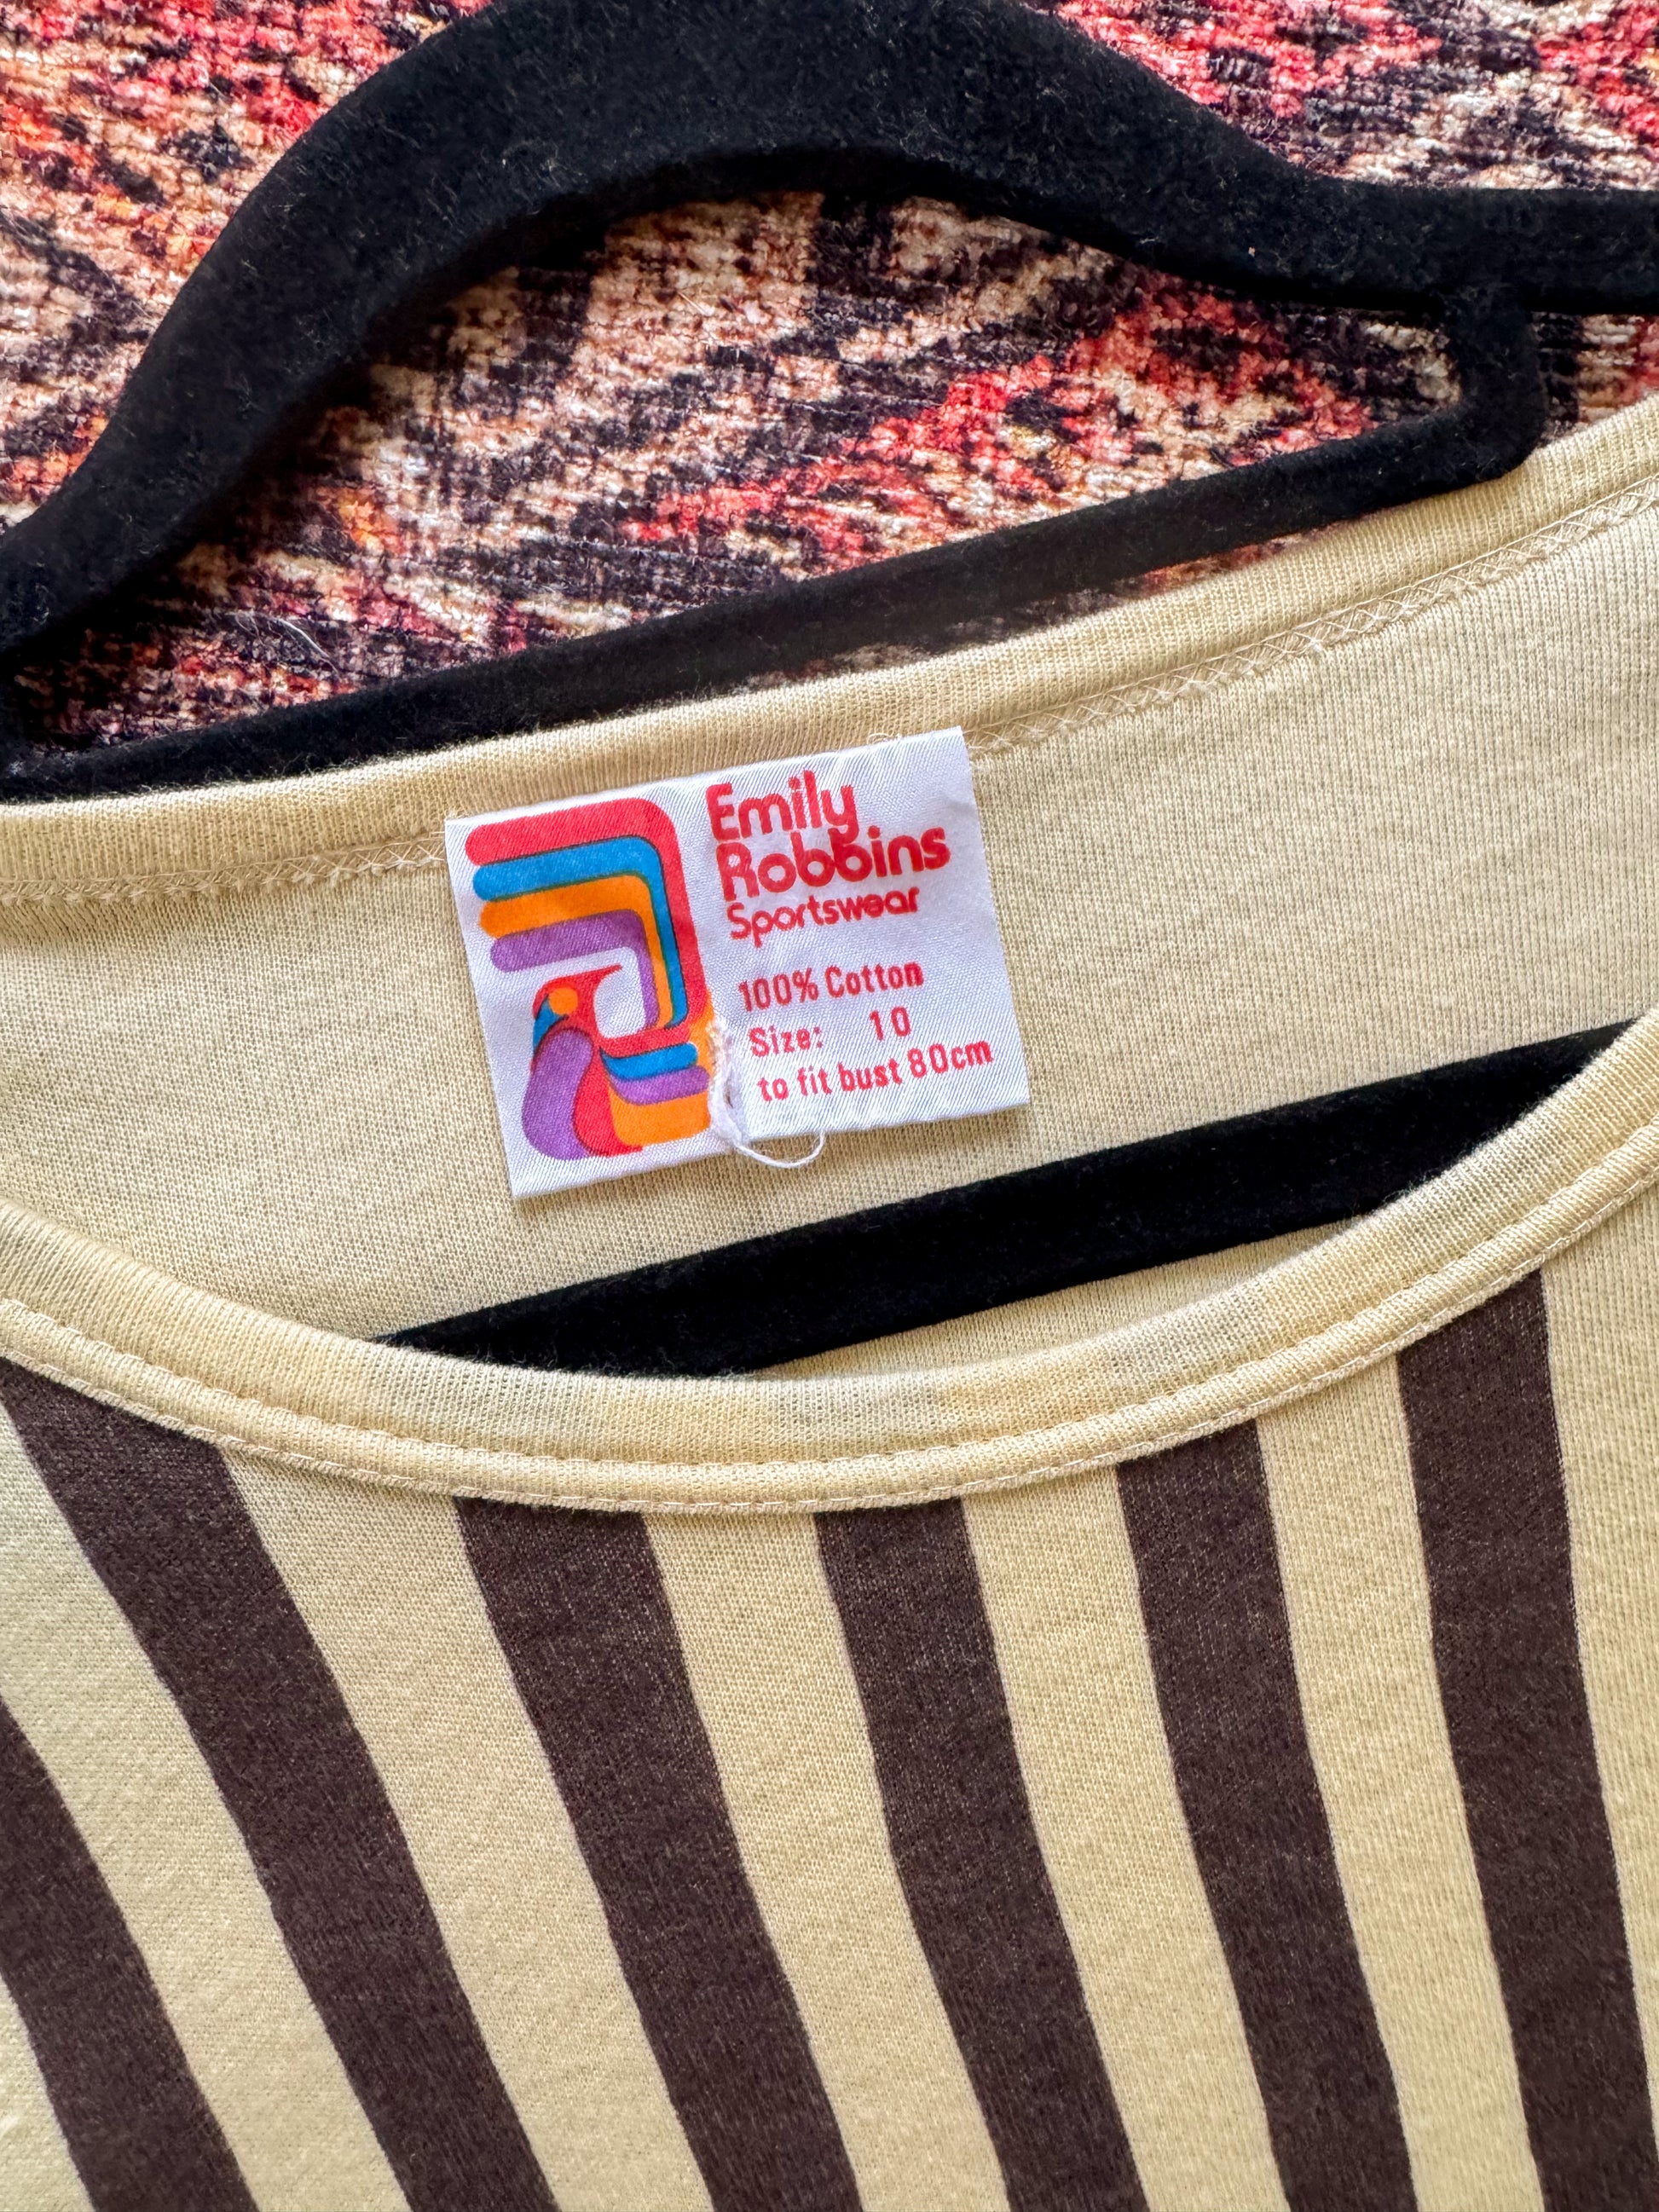 Emily
Robbins
Sportswear
100% Cotton
Size: 10
to fit bust 80cm